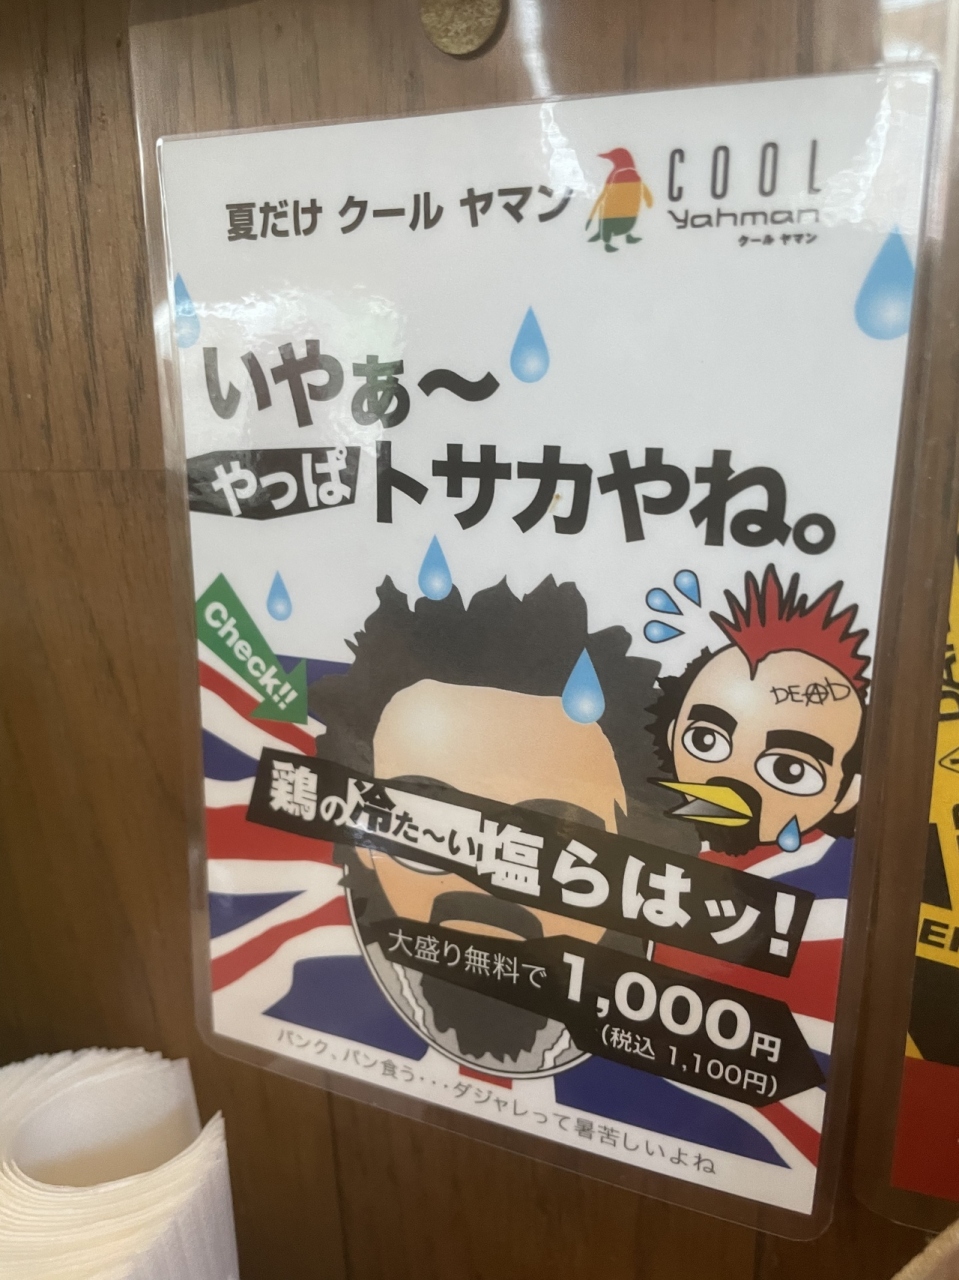 夏だけ クール ヤマン
COOL
yahman
クール ヤマン
いやぁ〜
やっぱトサカやね。
Check!!
DEAD
鶏の冷た〜い塩らはッ!
大盛り無料で1,000円
(税込 1,100円)
パンク、パン食う・・・ダジャレって暑苦しいよね